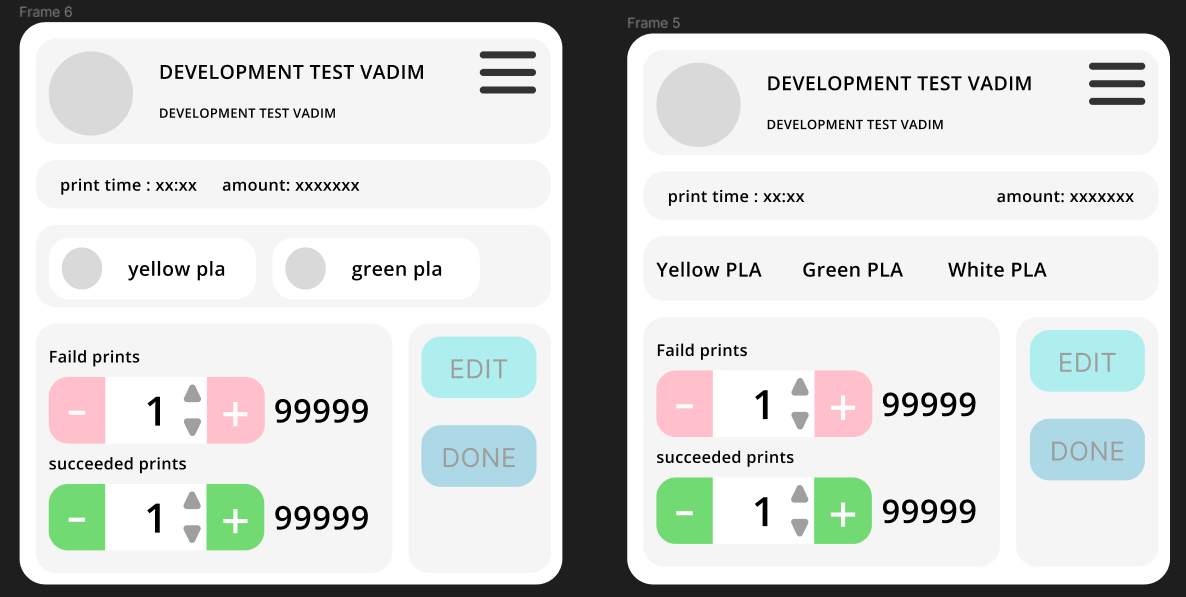 Frame 6
DEVELOPMENT TEST VADIM
DEVELOPMENT TEST VADIM
print time : xx:xx amount: xxxxxxx
yellow pla green pla
Faild prints
- 1 + 99999
succeeded prints
- 1 + 99999
EDIT
DONE
Frame 5
DEVELOPMENT TEST VADIM
DEVELOPMENT TEST VADIM
print time : xx:xx amount: xxxxxxx
Yellow PLA Green PLA White PLA
Faild prints
- 1 + 99999
succeeded prints
- 1 + 99999
EDIT
DONE